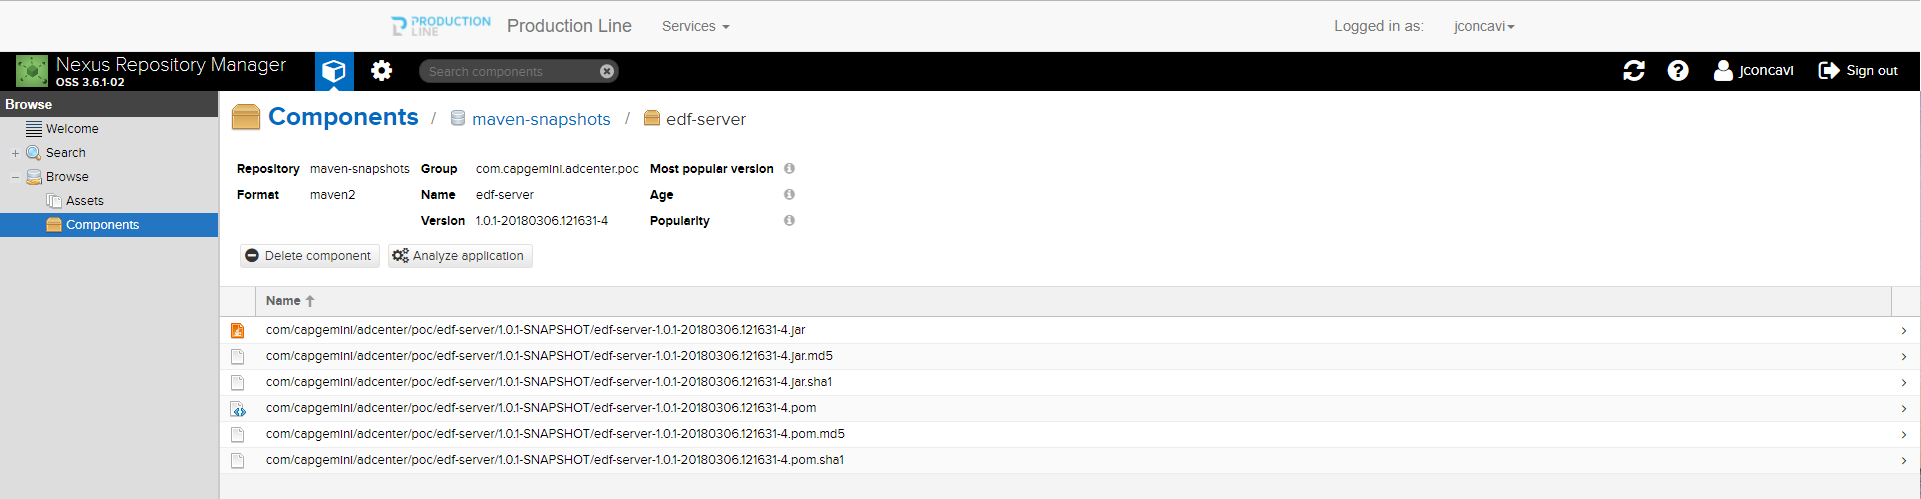 PRODUCTION LINE Production Line Services Logged in as: jconcavi
Nexus Repository Manager
OSS 3.6.1-02
Search components
jconcavi Sign out
Browse
Welcome
Search
Browse
Assets
Components
Components / maven-snapshots / edf-server
Repository maven-snapshots Group com.capgemini.adcenter.poc Most popular version
Format maven2 Name edf-server Age
Version 1.0.1-20180306.121631-4 Popularity
Delete component Analyze application
Name
com/capgemini/adcenter/poc/edf-server/1.0.1-SNAPSHOT/edf-server-1.0.1-20180306.121631-4.jar
com/capgemini/adcenter/poc/edf-server/1.0.1-SNAPSHOT/edf-server-1.0.1-20180306.121631-4.jar.md5
com/capgemini/adcenter/poc/edf-server/1.0.1-SNAPSHOT/edf-server-1.0.1-20180306.121631-4.jar.sha1
com/capgemini/adcenter/poc/edf-server/1.0.1-SNAPSHOT/edf-server-1.0.1-20180306.121631-4.pom
com/capgemini/adcenter/poc/edf-server/1.0.1-SNAPSHOT/edf-server-1.0.1-20180306.121631-4.pom.md5
com/capgemini/adcenter/poc/edf-server/1.0.1-SNAPSHOT/edf-server-1.0.1-20180306.121631-4.pom.sha1